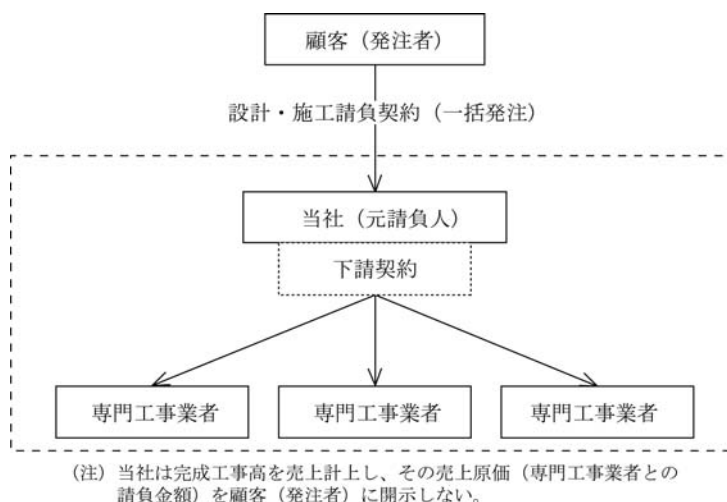 顧客（発注者）
設計・施工請負契約（一括発注）
当社（元請負人）
下請契約
専門工事業者
専門工事業者
専門工事業者
（注）当社は完成工事高を売上計上し、その売上原価（専門工事業者との
請負金額）を顧客（発注者）に開示しない。